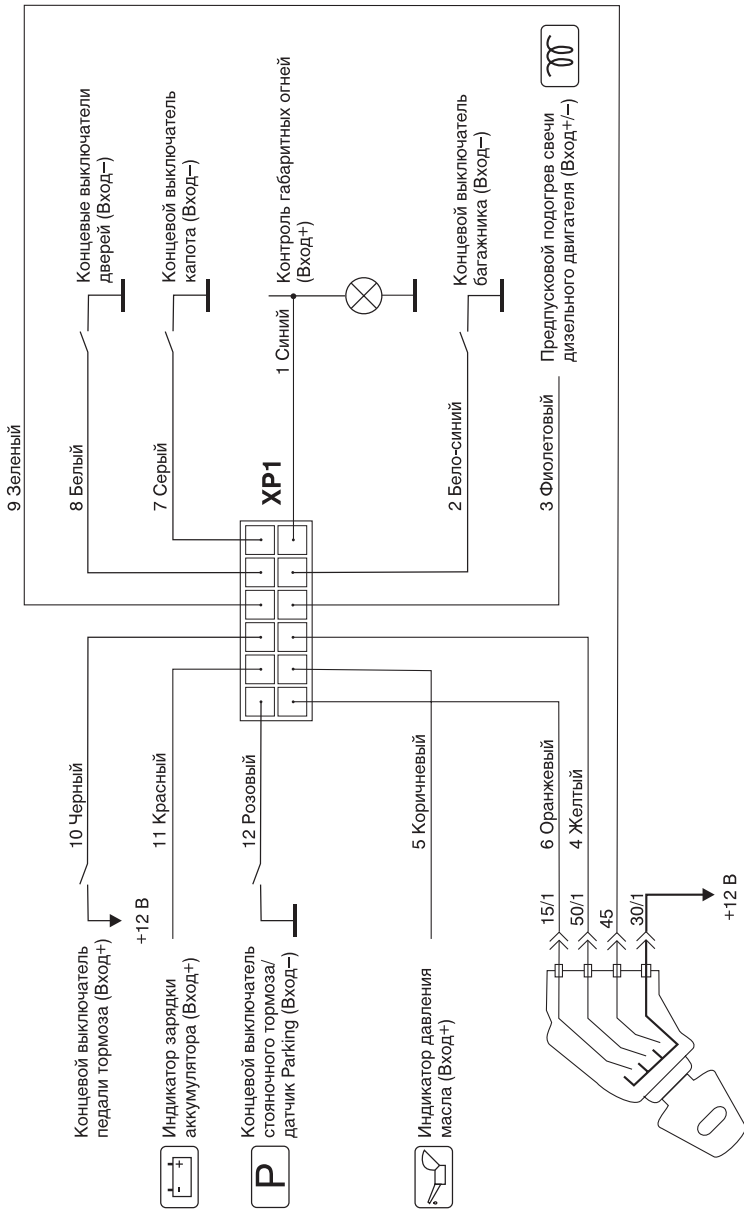 9 Зеленый
8 Белый
Концевые выключатели
дверей (Вход–)
7 Серый
Концевой выключатель
капота (Вход–)
1 Синий
Контроль габаритных огней
(Вход+)
XP1
2 Бело-синий
Концевой выключатель
багажника (Вход–)
3 Фиолетовый
Предпусковой подогрев свечи
дизельного двигателя (Вход+/–)
10 Черный
+12 В
Концевой выключатель
педали тормоза (Вход+)
11 Красный
Индикатор зарядки
аккумулятора (Вход+)
- +
12 Розовый
P
Концевой выключатель
стояночного тормоза/
датчик Parking (Вход–)
5 Коричневый
Индикатор давления
масла (Вход+)
15/1
6 Оранжевый
50/1
4 Желтый
45
30/1
+12 В